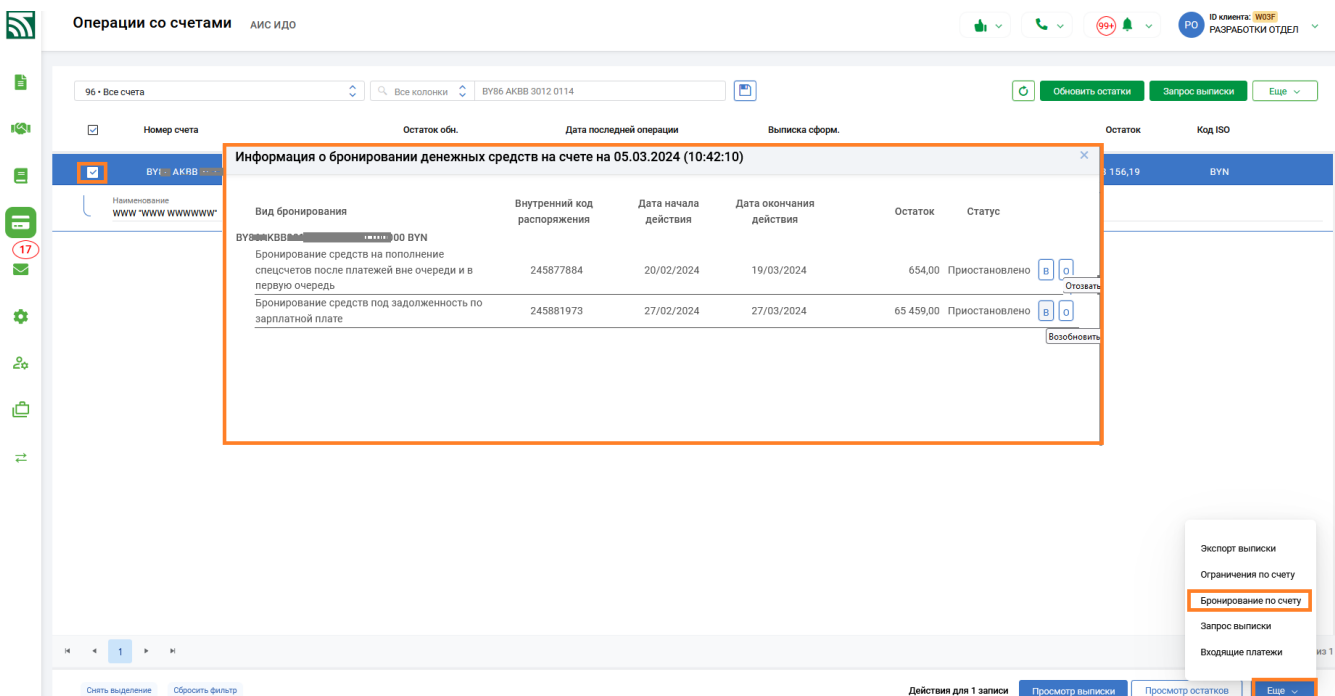 Операции со счетами АИС ИДО
99+
РО
ID клиента: W03F
РАЗРАБОТКИ ОТДЕЛ
96 • Все счета
Все колонки
BY86 AKBB 3012 0114
Обновить остатки
Запрос выписки
Еще
Номер счета Остаток обн. Дата последней операции Выписка сформ. Остаток Код ISO
Информация о бронировании денежных средств на счете на 05.03.2024 (10:42:10)
AKBB
156,19 BYN
Наименование
WWW "WWW WWWWWW"
17
Вид бронирования
Внутренний код
распоряжения
Дата начала
действия
Дата окончания
действия
Остаток
Статус
00 BYN
Бронирование средств на пополнение
спецсчетов после платежей вне очереди и в
первую очередь
245877884 20/02/2024 19/03/2024 654,00 Приостановлено В О
Отозвать
Бронирование средств под задолженность по
зарплатной плате
245881973 27/02/2024 27/03/2024 65 459,00 Приостановлено В О
Возобновить
Экспорт выписки
Ограничения по счету
Бронирование по счету
Запрос выписки
Входящие платежи
1
из 1
Снять выделение Сбросить фильтр
Действия для 1 записи Просмотр выписки Просмотр остатков Еще